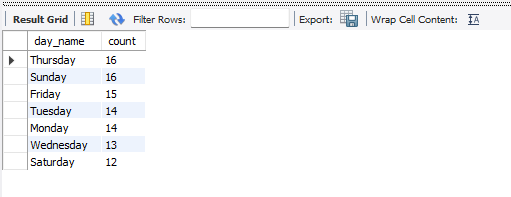 Result Grid Filter Rows: Export: Wrap Cell Content:
day_name count
Thursday 16
Sunday 16
Friday 15
Tuesday 14
Monday 14
Wednesday 13
Saturday 12